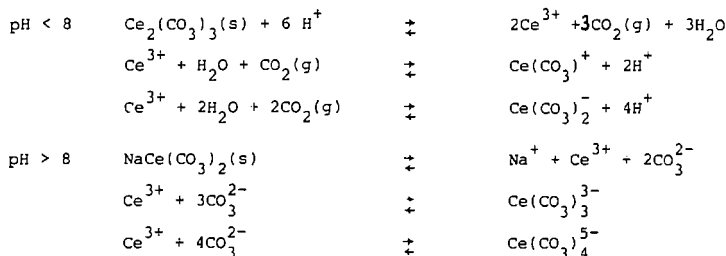 pH < 8 Ce₂(CO₃)₃(s) + 6 H⁺ ⇄ 2Ce³⁺ +3CO₂(g) + 3H₂O
Ce³⁺ + H₂O + CO₂(g) ⇄ Ce(CO₃)⁺ + 2H⁺
Ce³⁺ + 2H₂O + 2CO₂(g) ⇄ Ce(CO₃)₂⁻ + 4H⁺
pH > 8 NaCe(CO₃)₂(s) ⇄ Na⁺ + Ce³⁺ + 2CO₃²⁻
Ce³⁺ + 3CO₃²⁻ ⇄ Ce(CO₃)₃³⁻
Ce³⁺ + 4CO₃²⁻ ⇄ Ce(CO₃)₄⁵⁻